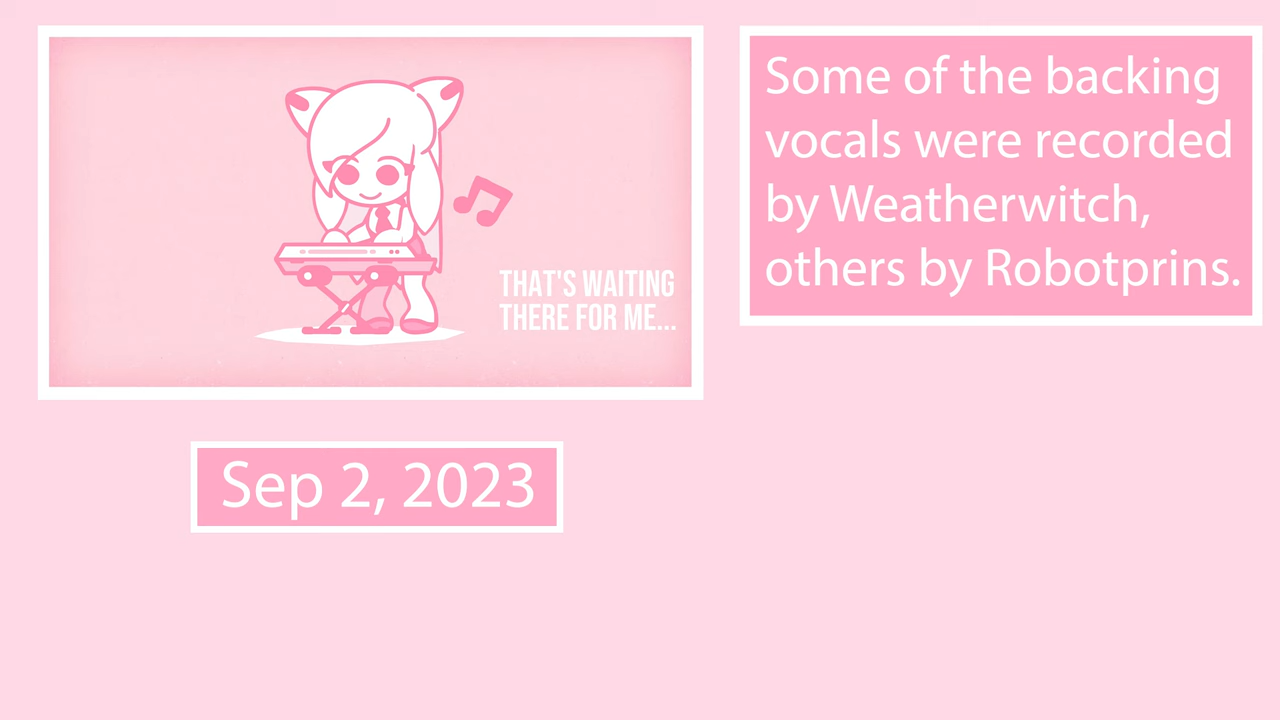 THAT'S WAITING
THERE FOR ME...
Some of the backing
vocals were recorded
by Weatherwitch,
others by Robotprins.
Sep 2, 2023